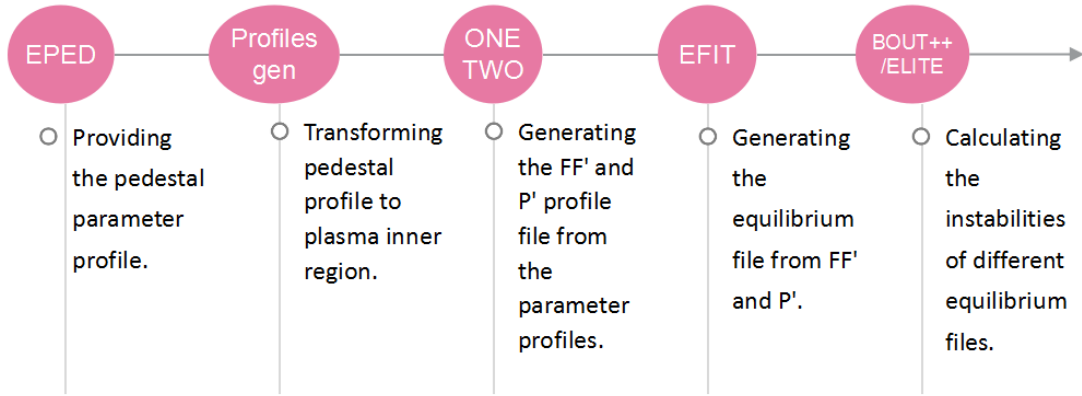 EPED
Profiles
gen
ONE
TWO
EFIT
BOUT++
/ELITE
Providing
the pedestal
parameter
profile.
Transforming
pedestal
profile to
plasma inner
region.
Generating
the FF' and
P' profile
file from
the
parameter
profiles.
Generating
the
equilibrium
file from FF'
and P'.
Calculating
the
instabilities
of different
equilibrium
files.